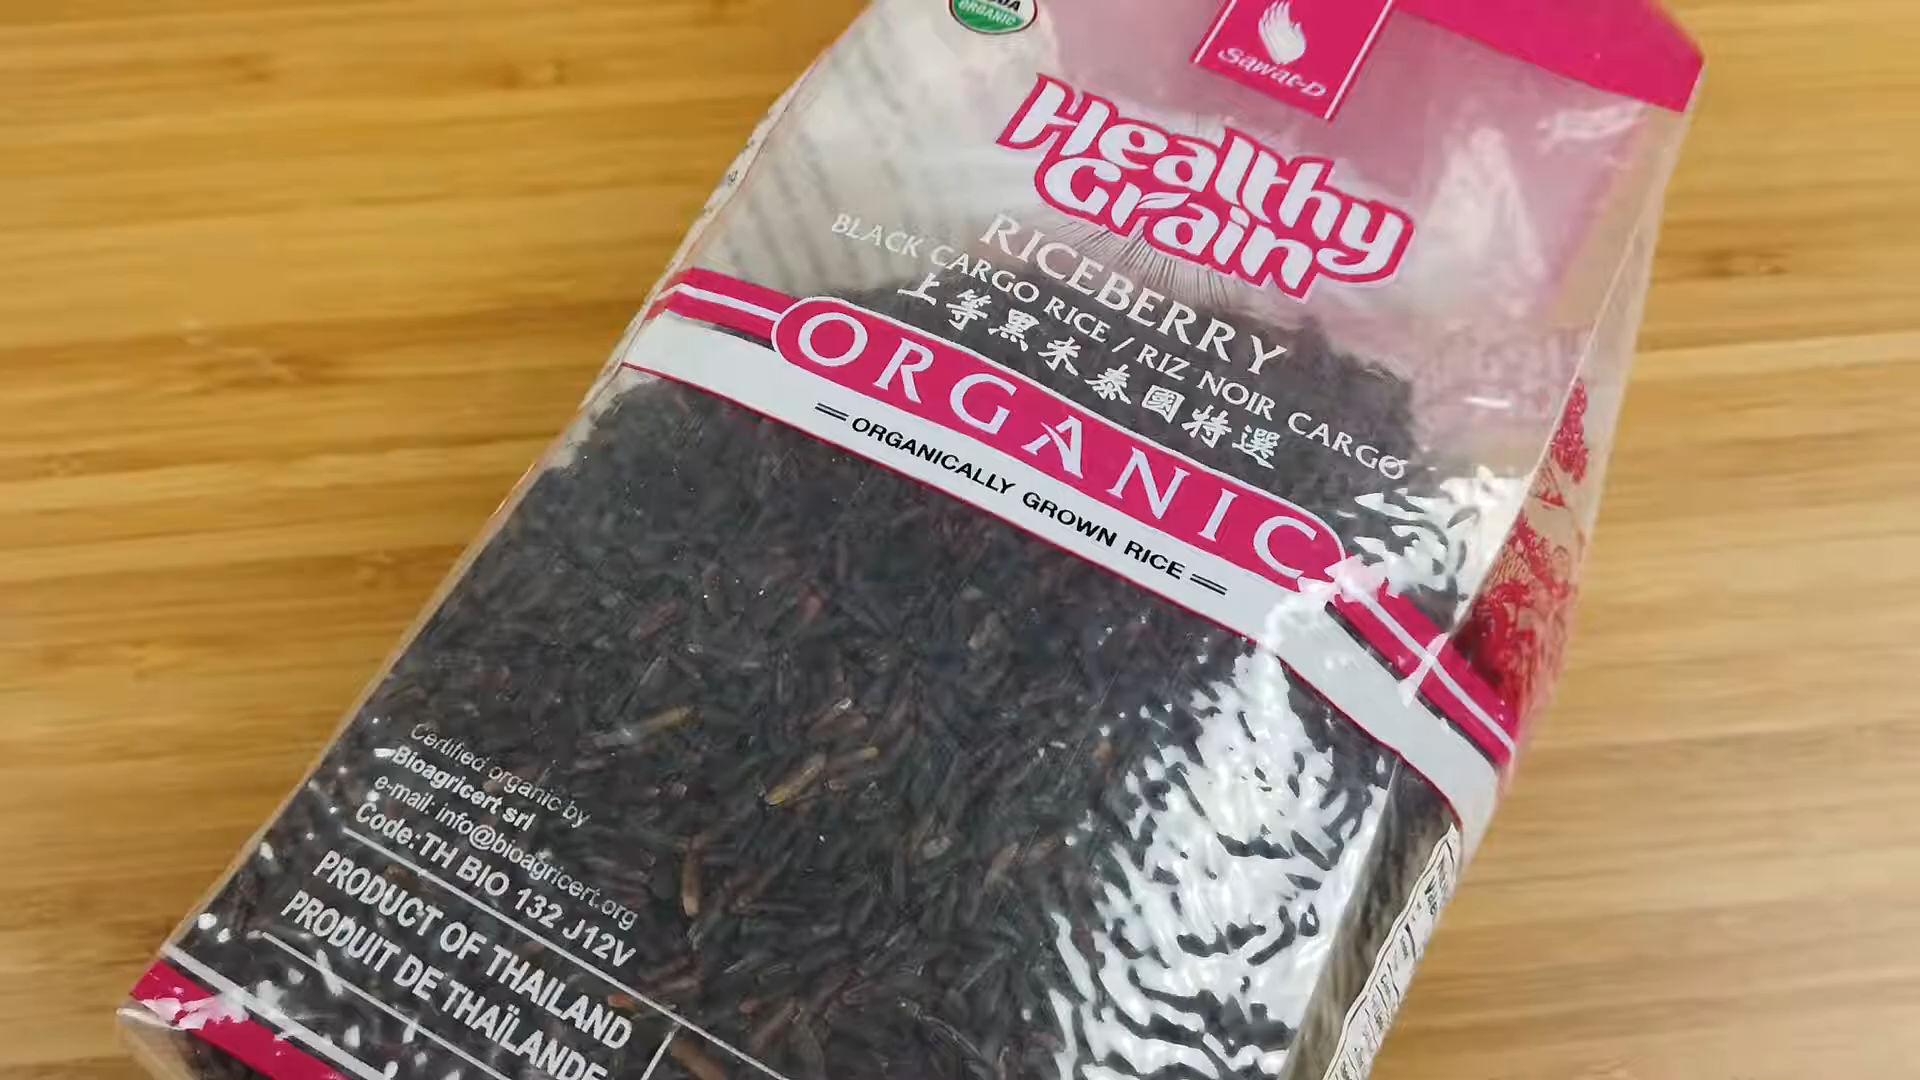 ORGANIC
Sawat-D
Healthy
Grain
RICEBERRY
BLACK CARGO RICE / RIZ NOIR CARGO
上等黑米泰國特選
ORGANIC
ORGANICALLY GROWN RICE
Certified organic by
Bioagricert srl
e-mail: info@bioagricert.org
Code:TH BIO 132 J12V
PRODUCT OF THAILAND
PRODUIT DE THAÏLANDE